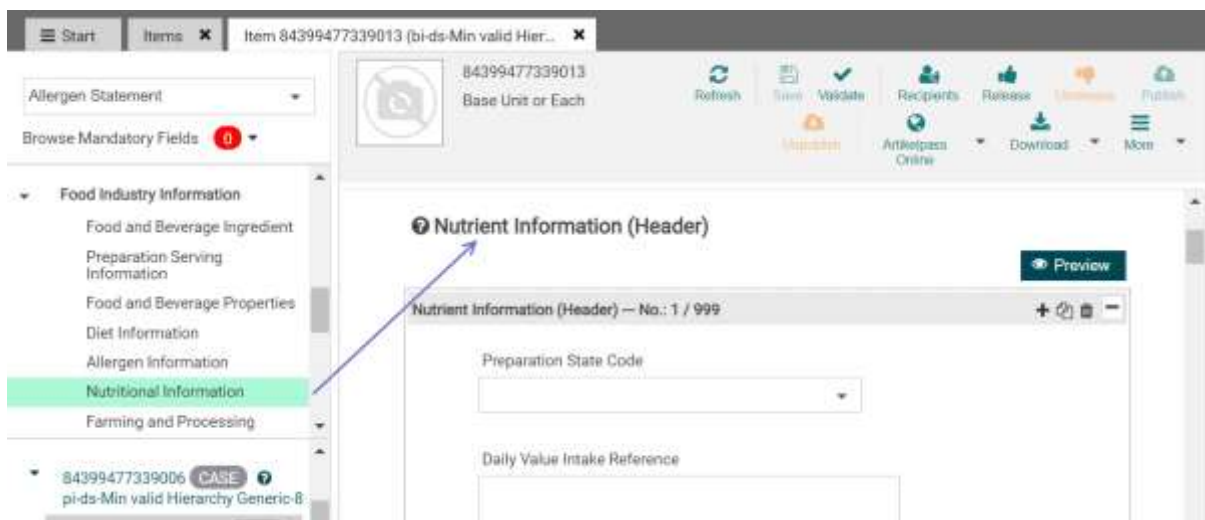 Start
Items
Item 84399477339013 (bi-ds-Min valid Hier...
Allergen Statement
Browse Mandatory Fields 0
84399477339013
Base Unit or Each
Refresh
Save
Validate
Recipients
Release
Publish
Unpublish
Artikelpass
Online
Download
More
Food Industry Information
Food and Beverage Ingredient
Preparation Serving
Information
Food and Beverage Properties
Diet Information
Allergen Information
Nutritional Information
Farming and Processing
84399477339006 CASE
pi-ds-Min valid Hierarchy Generic-8
Nutrient Information (Header)
Preview
Nutrient Information (Header) — No.: 1 / 999
Preparation State Code
Daily Value Intake Reference